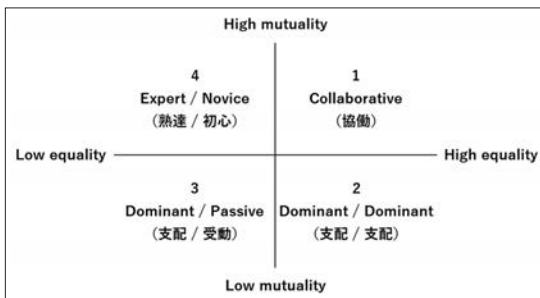 High mutuality
4
Expert / Novice
（熟達 / 初心）
1
Collaborative
（協働）
Low equality
High equality
3
Dominant / Passive
（支配 / 受動）
2
Dominant / Dominant
（支配 / 支配）
Low mutuality